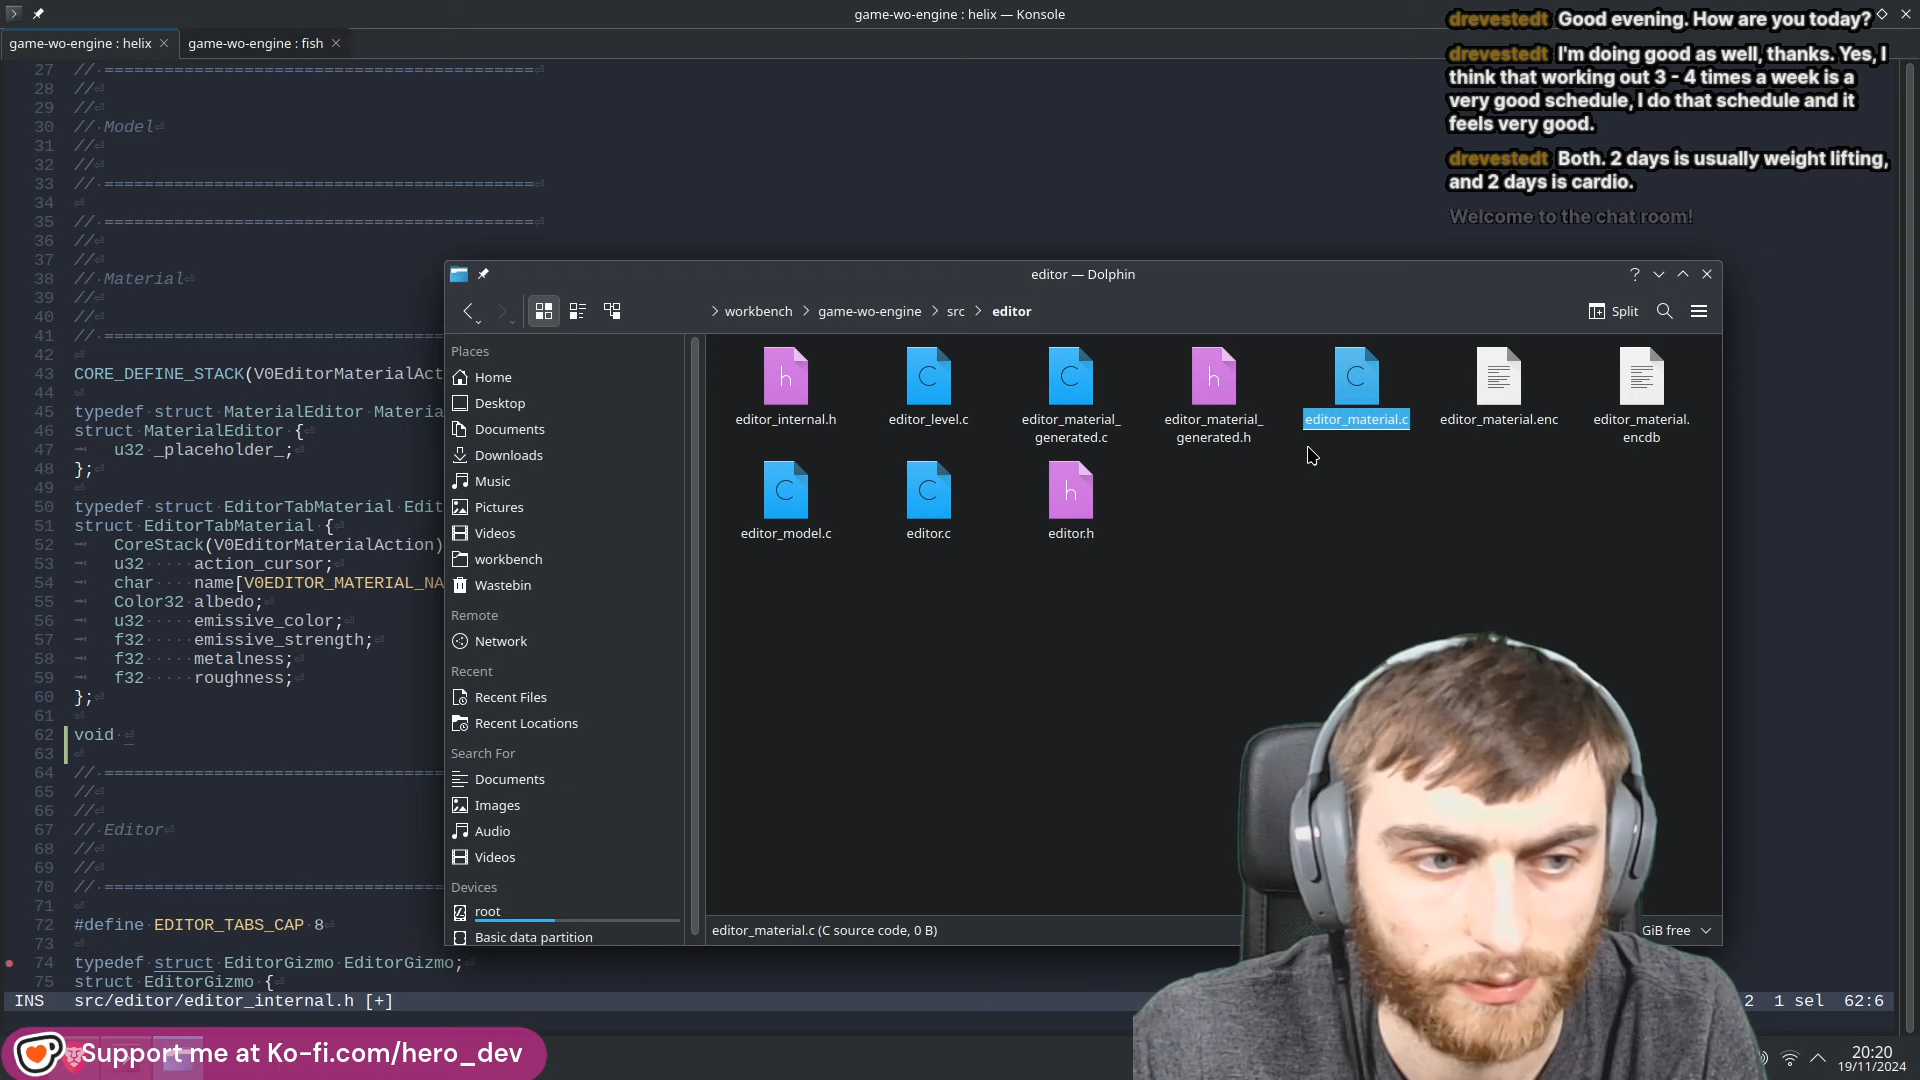 game-wo-engine : helix — Konsole
game-wo-engine : helix
game-wo-engine : fish
27 // ===========================================
28 //
29 //
30 // Model
31 //
32 //
33 // ===========================================
34
35 // ===========================================
36 //
37 //
38 // Material
39 //
40 //
41 // =====================================
42
43 CORE_DEFINE_STACK(V0EditorMaterialAct
44
45 typedef struct MaterialEditor Materia
46 struct MaterialEditor {
47 u32 _placeholder_;
48 };
49
50 typedef struct EditorTabMaterial Edit
51 struct EditorTabMaterial {
52 CoreStack(V0EditorMaterialAction)
53 u32 action_cursor;
54 char name[V0EDITOR_MATERIAL_NA
55 Color32 albedo;
56 u32 emissive_color;
57 f32 emissive_strength;
58 f32 metalness;
59 f32 roughness;
60 };
61
62 void
63
64 // =====================================
65 //
66 //
67 // Editor
68 //
69 //
70 // =====================================
71
72 #define EDITOR_TABS_CAP 8
73
74 typedef struct EditorGizmo EditorGizmo;
75 struct EditorGizmo {
INS src/editor/editor_internal.h [+]
2 1 sel 62:6
editor — Dolphin
workbench > game-wo-engine > src > editor
Split
Places
Home
Desktop
Documents
Downloads
Music
Pictures
Videos
workbench
Wastebin
Remote
Network
Recent
Recent Files
Recent Locations
Search For
Documents
Images
Audio
Videos
Devices
root
Basic data partition
editor_internal.h
editor_level.c
editor_material_
generated.c
editor_material_
generated.h
editor_material.c
editor_material.enc
editor_material.
encdb
editor_model.c
editor.c
editor.h
editor_material.c (C source code, 0 B)
GiB free
drevestedt Good evening. How are you today?
drevestedt I'm doing good as well, thanks. Yes, I
think that working out 3 - 4 times a week is a
very good schedule, I do that schedule and it
feels very good.
drevestedt Both. 2 days is usually weight lifting,
and 2 days is cardio.
Welcome to the chat room!
Support me at Ko-fi.com/hero_dev
20:20
19/11/2024